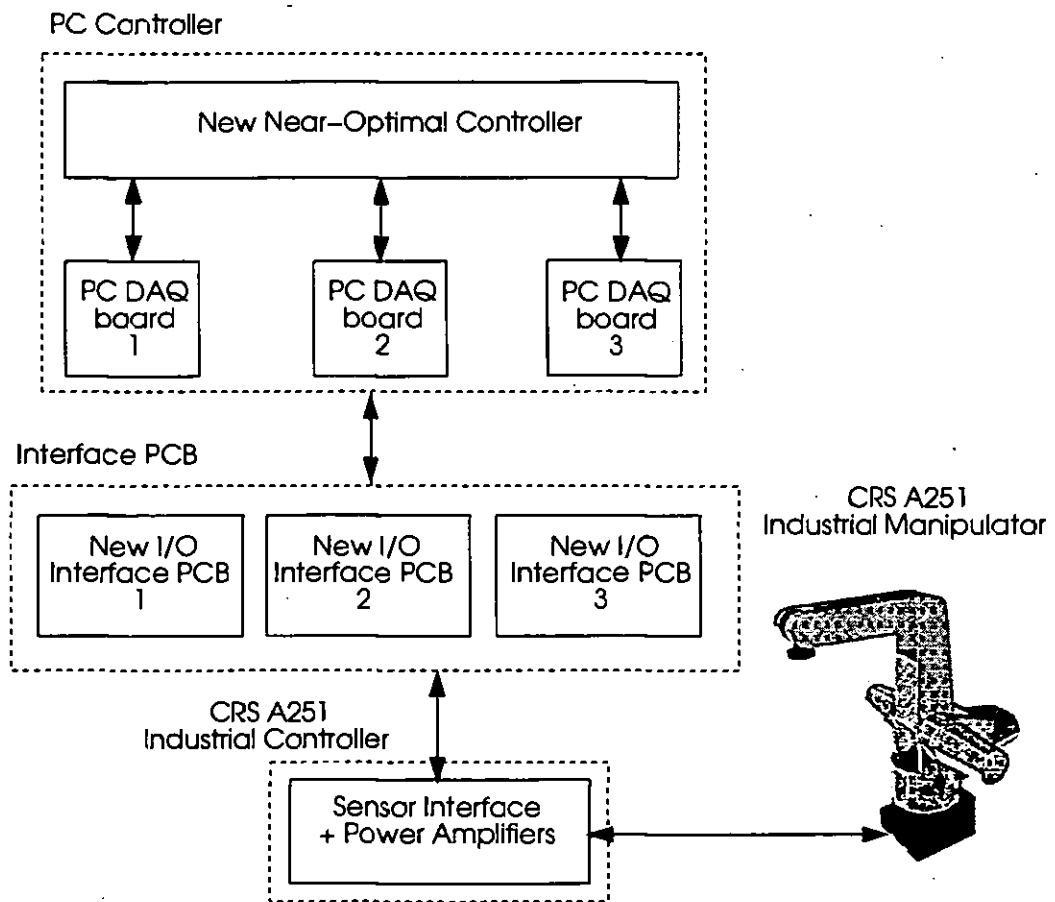 PC Controller
New Near-Optimal Controller
PC DAQ
board
1
PC DAQ
board
2
PC DAQ
board
3
Interface PCB
New I/O
Interface PCB
1
New I/O
Interface PCB
2
New I/O
Interface PCB
3
CRS A251
Industrial Manipulator
CRS A251
Industrial Controller
Sensor Interface
+ Power Amplifiers